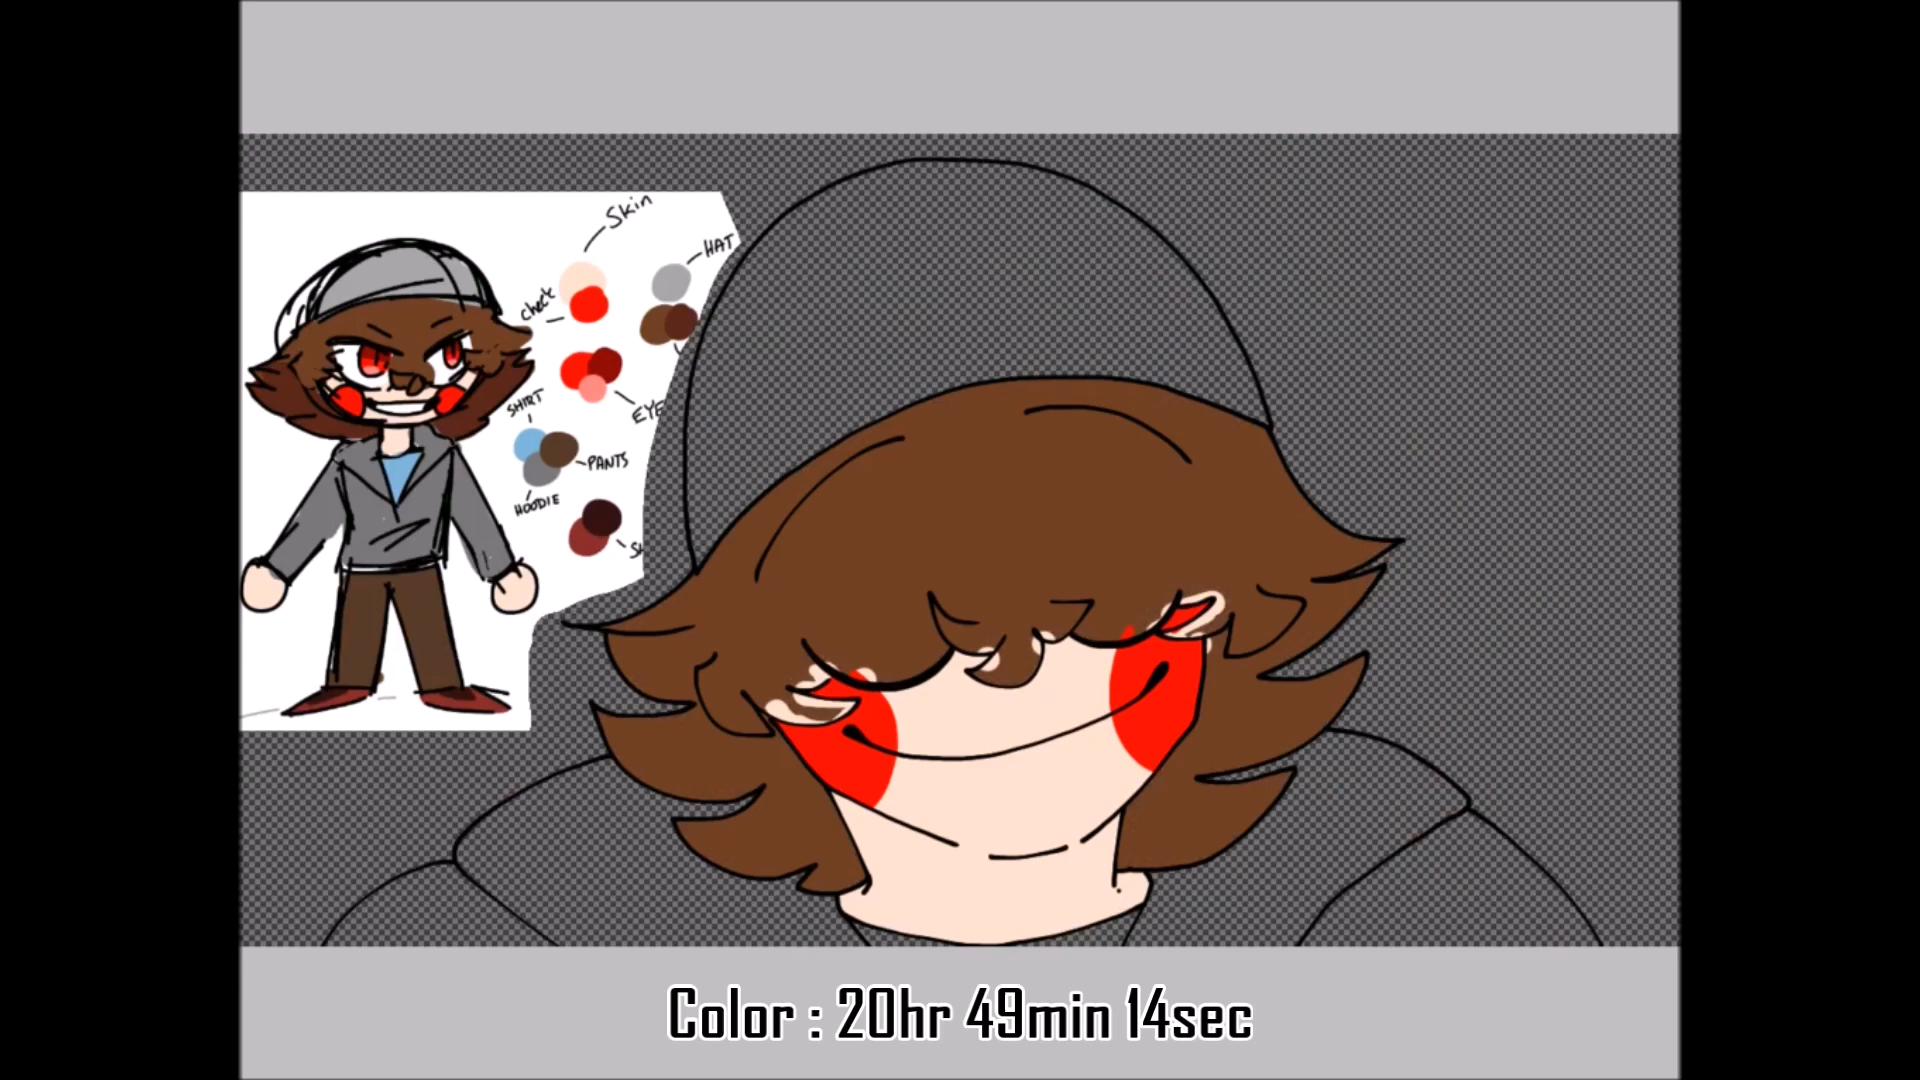 Skin
HAT
cheek
EYE
SHIRT
PANTS
HOODIE
Color : 20hr 49min 14sec